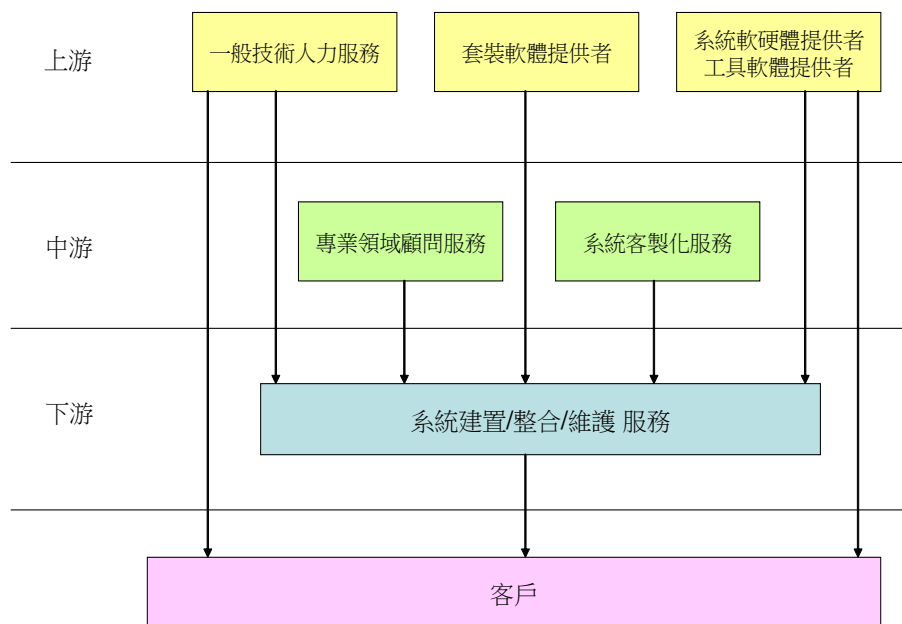 上游
一般技術人力服務
套裝軟體提供者
系統軟硬體提供者
工具軟體提供者
中游
專業領域顧問服務
系統客製化服務
下游
系統建置/整合/維護 服務
客戶